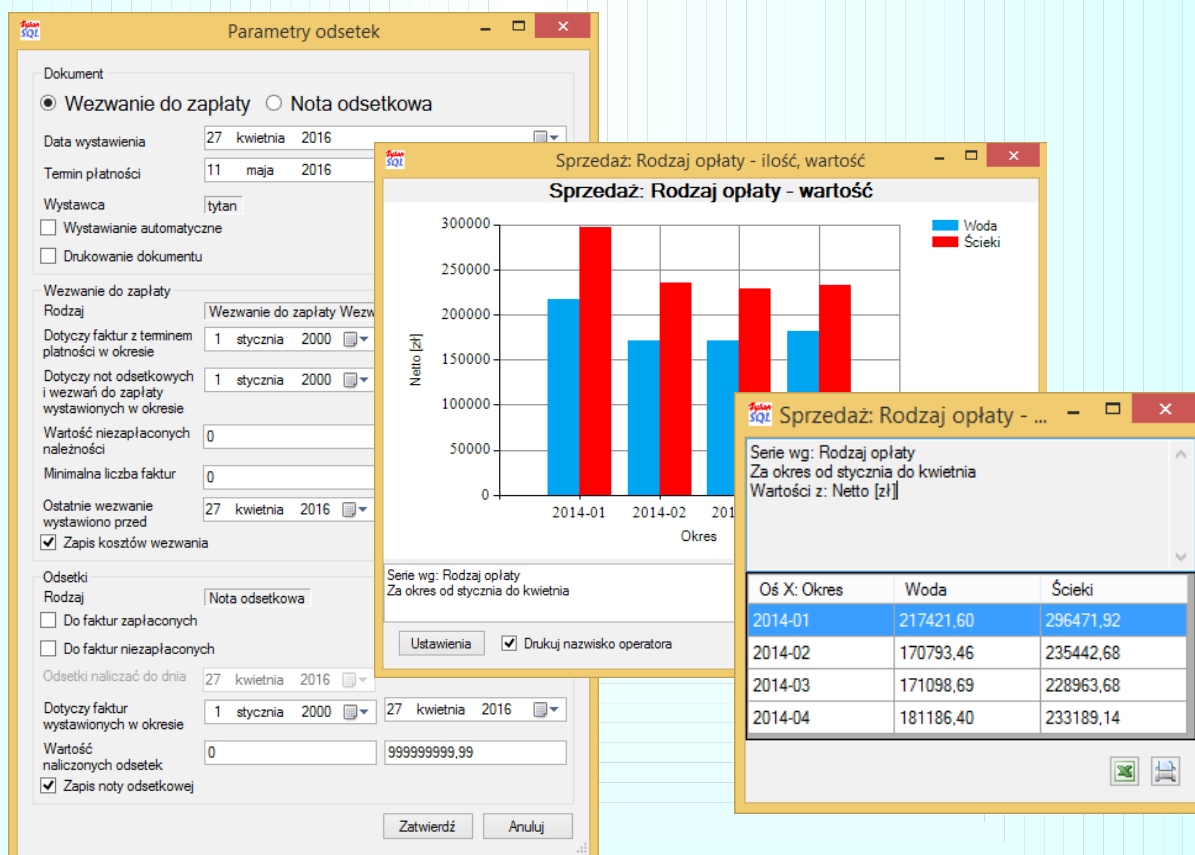 Tytan SQL
Parametry odsetek
Dokument
Wezwanie do zapłaty Nota odsetkowa
Data wystawienia 27 kwietnia 2016
Termin płatności 11 maja 2016
Wystawca tytan
Wystawianie automatyczne
Drukowanie dokumentu
Wezwanie do zapłaty
Rodzaj Wezwanie do zapłaty Wezw
Dotyczy faktur z terminem
płatności w okresie 1 stycznia 2000
Dotyczy not odsetkowych
i wezwań do zapłaty
wystawionych w okresie 1 stycznia 2000
Wartość niezapłaconych
należności 0
Minimalna liczba faktur 0
Ostatnie wezwanie
wystawiono przed 27 kwietnia 2016
Zapis kosztów wezwania
Odsetki
Rodzaj Nota odsetkowa
Do faktur zapłaconych
Do faktur niezapłaconych
Odsetki naliczać do dnia 27 kwietnia 2016
Dotyczy faktur
wystawionych w okresie 1 stycznia 2000 27 kwietnia 2016
Wartość
naliczonych odsetek 0 999999999,99
Zapis noty odsetkowej
Zatwierdź Anuluj
Tytan SQL
Sprzedaż: Rodzaj opłaty - ilość, wartość
Sprzedaż: Rodzaj opłaty - wartość
300000
250000
200000
150000
100000
50000
0
Netto [zł]
2014-01 2014-02 201
Okres
Woda
Ścieki
Serie wg: Rodzaj opłaty
Za okres od stycznia do kwietnia
Ustawienia Drukuj nazwisko operatora
Tytan SQL
Sprzedaż: Rodzaj opłaty - ...
Serie wg: Rodzaj opłaty
Za okres od stycznia do kwietnia
Wartości z: Netto [zł]
Oś X: Okres Woda Ścieki
2014-01 217421,60 296471,92
2014-02 170793,46 235442,68
2014-03 171098,69 228963,68
2014-04 181186,40 233189,14